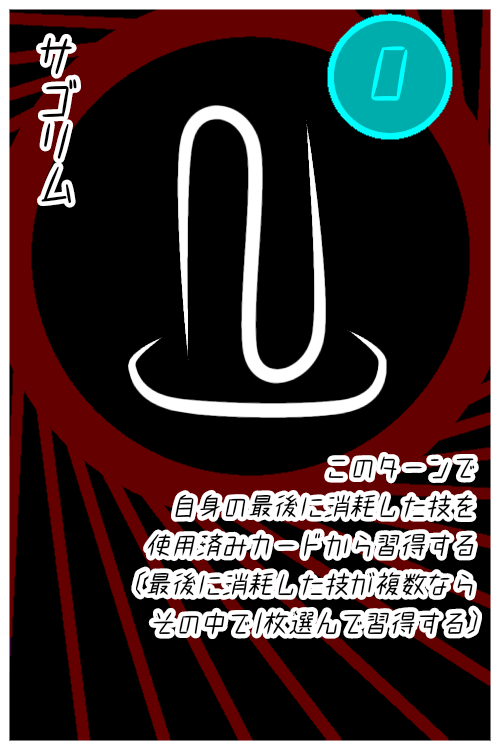 サゴリム
0
このターンで
自身の最後に消耗した技を
使用済みカードから習得する
(最後に消耗した技が複数なら
その中で1枚選んで習得する)